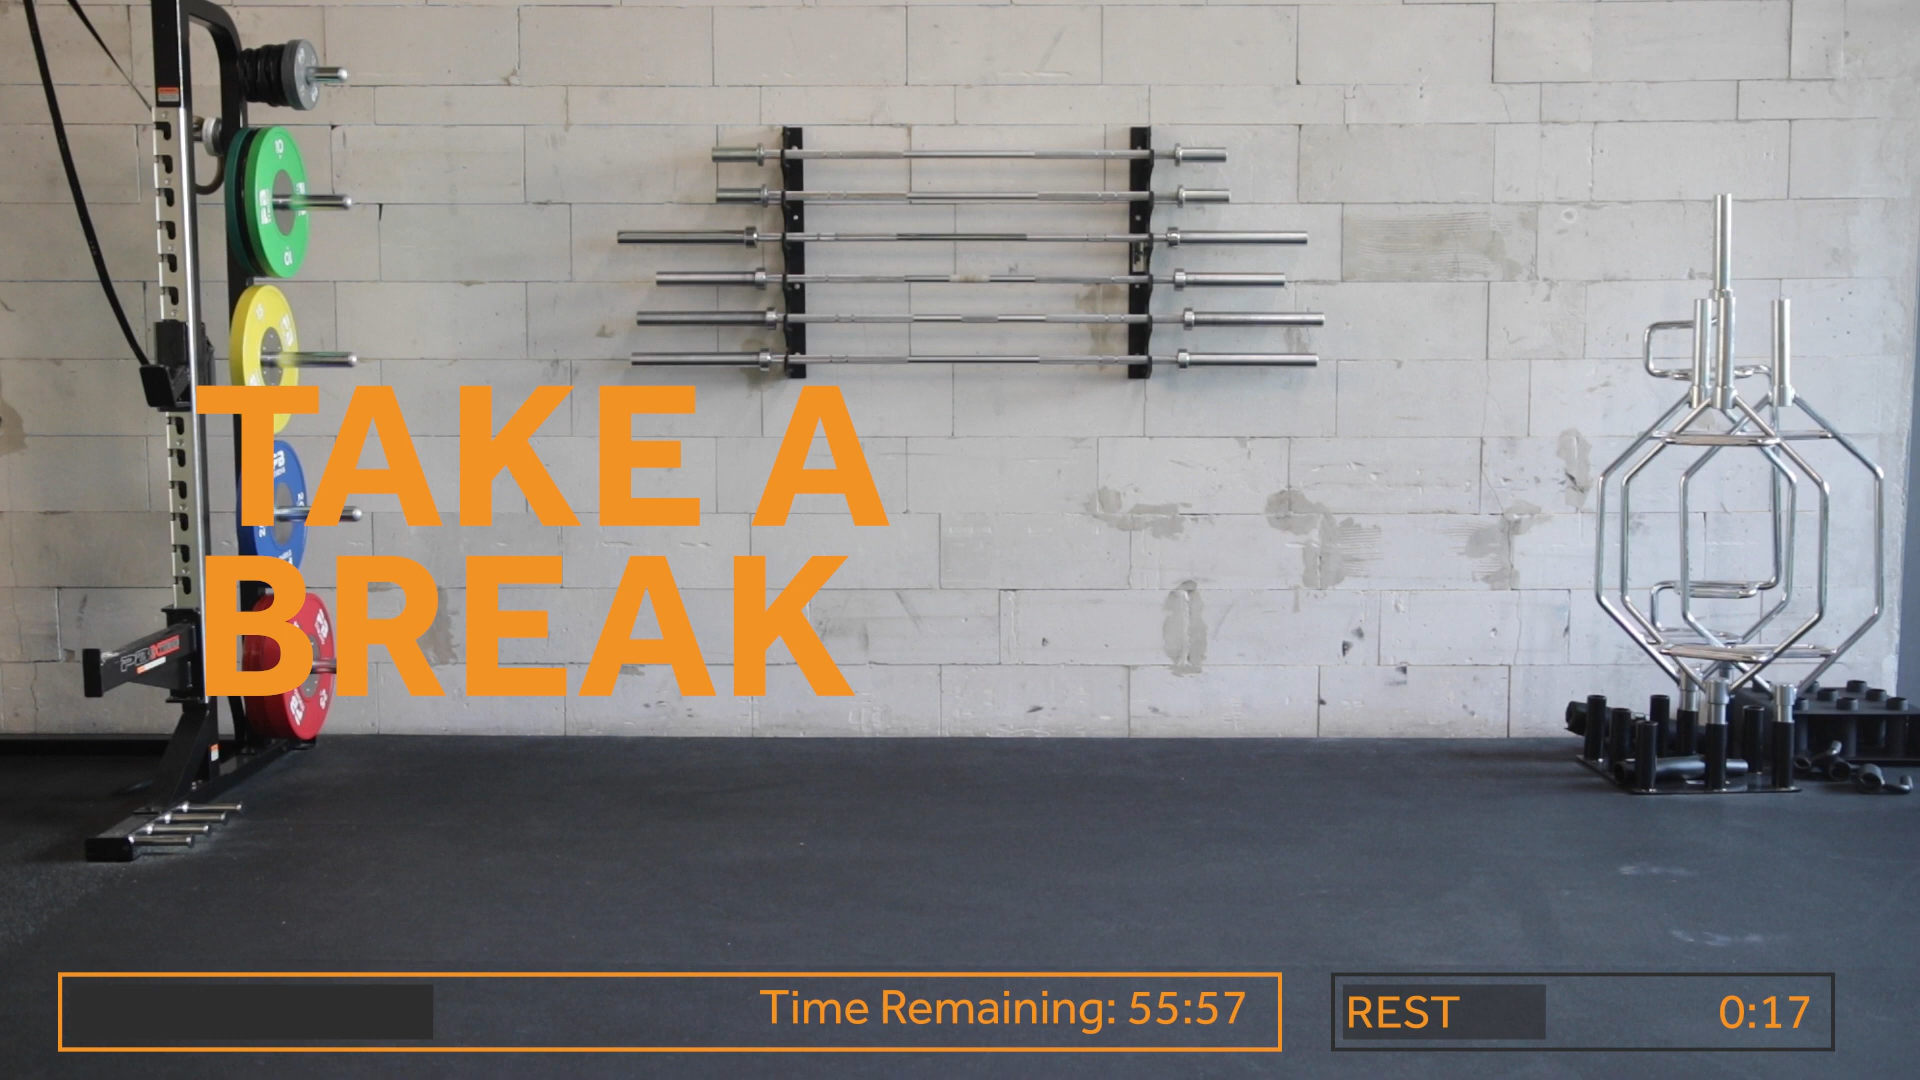 TAKE A
BREAK
Time Remaining: 55:57
REST
0:17